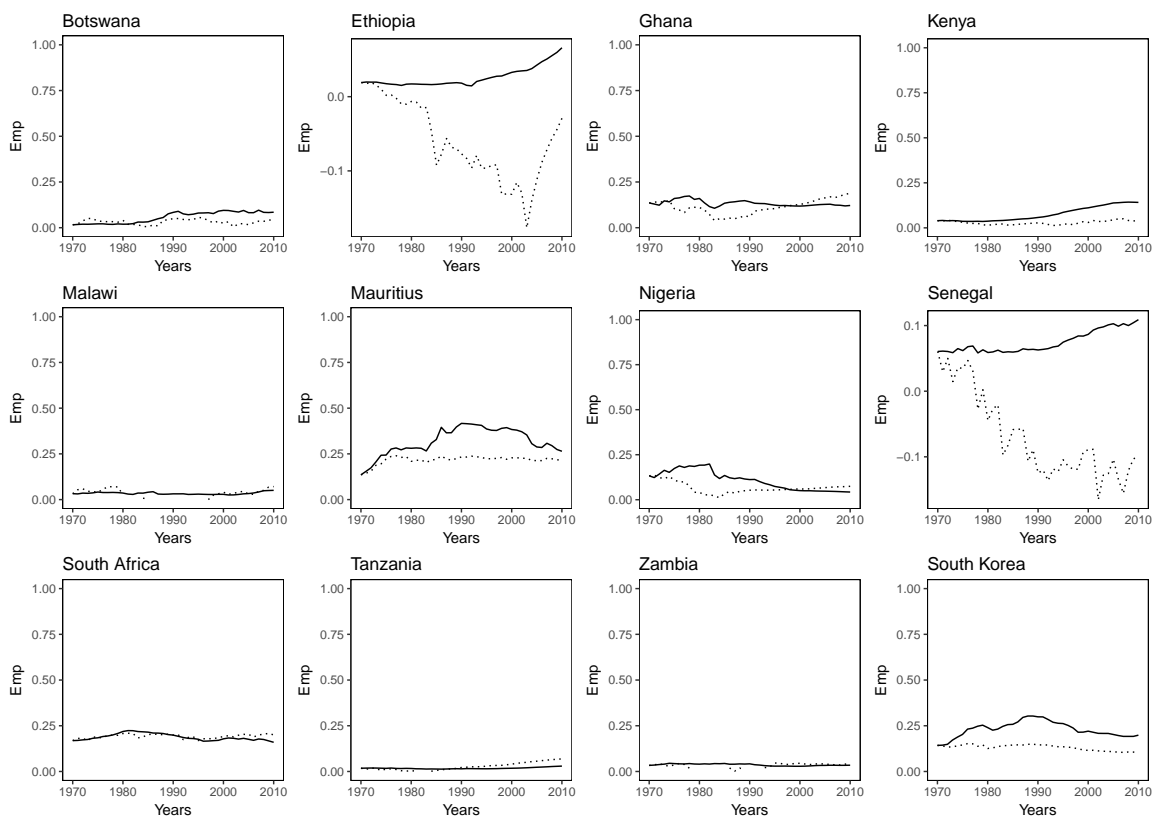 Botswana
1.00
0.75
0.50
0.25
0.00
Emp
1970 1980 1990 2000 2010
Years
Ethiopia
0.0
−0.1
Emp
1970 1980 1990 2000 2010
Years
Ghana
1.00
0.75
0.50
0.25
0.00
Emp
1970 1980 1990 2000 2010
Years
Kenya
1.00
0.75
0.50
0.25
0.00
Emp
1970 1980 1990 2000 2010
Years
Malawi
1.00
0.75
0.50
0.25
0.00
Emp
1970 1980 1990 2000 2010
Years
Mauritius
1.00
0.75
0.50
0.25
0.00
Emp
1970 1980 1990 2000 2010
Years
Nigeria
1.00
0.75
0.50
0.25
0.00
Emp
1970 1980 1990 2000 2010
Years
Senegal
0.1
0.0
−0.1
Emp
1970 1980 1990 2000 2010
Years
South Africa
1.00
0.75
0.50
0.25
0.00
Emp
1970 1980 1990 2000 2010
Years
Tanzania
1.00
0.75
0.50
0.25
0.00
Emp
1970 1980 1990 2000 2010
Years
Zambia
1.00
0.75
0.50
0.25
0.00
Emp
1970 1980 1990 2000 2010
Years
South Korea
1.00
0.75
0.50
0.25
0.00
Emp
1970 1980 1990 2000 2010
Years